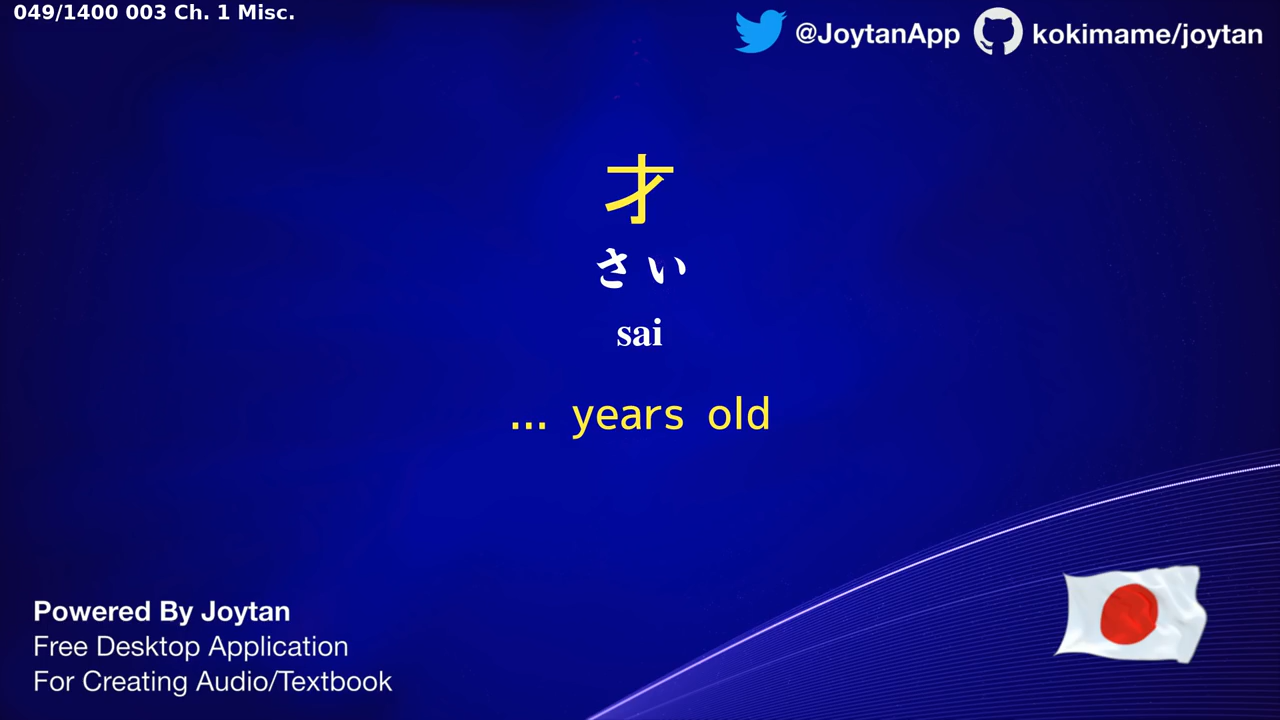 049/1400 003 Ch. 1 Misc.
@JoytanApp kokimame/joytan
才
さい
sai
... years old
Powered By Joytan
Free Desktop Application
For Creating Audio/Textbook